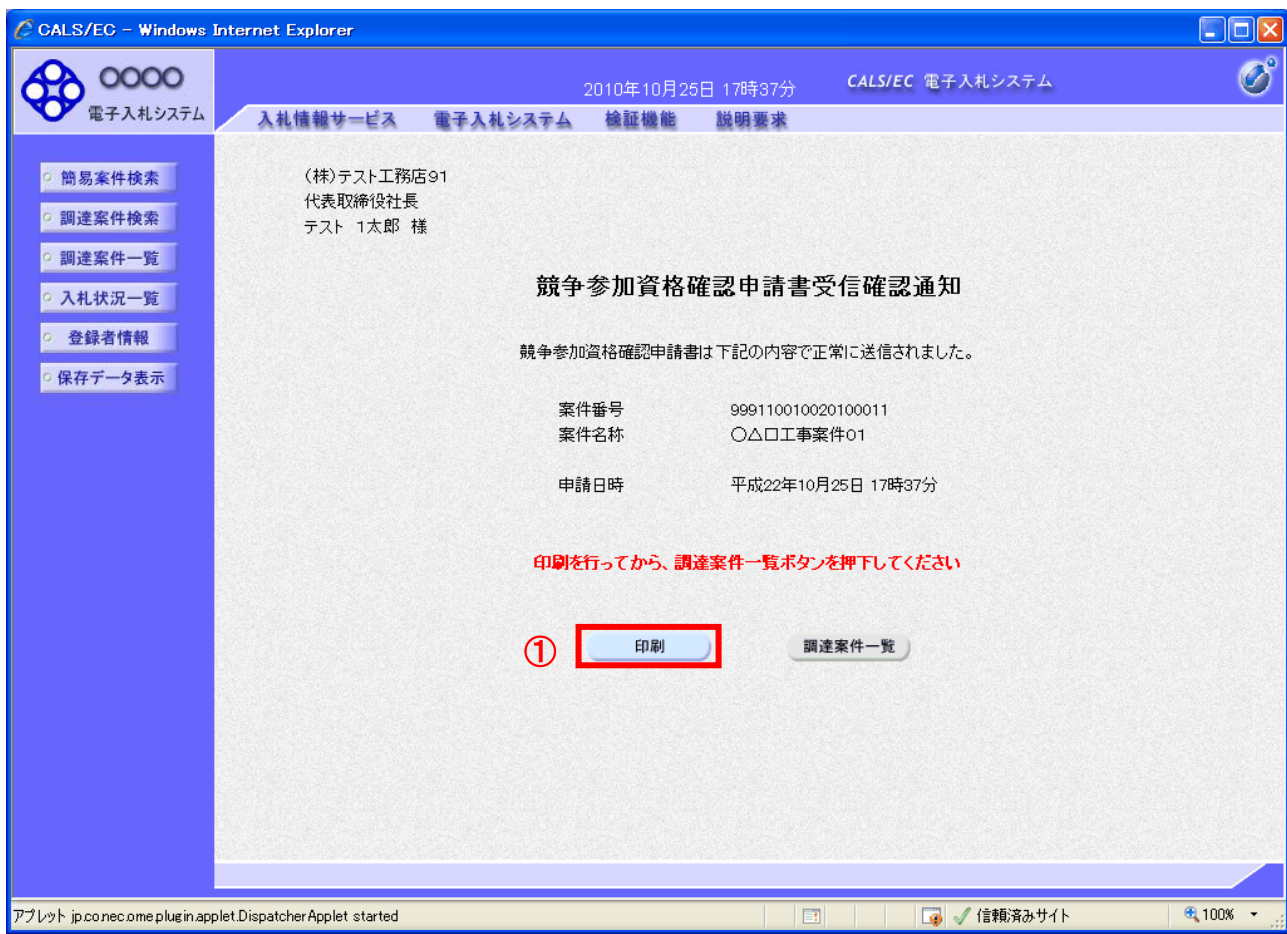 CALS/EC - Windows Internet Explorer
○○○○
電子入札システム
2010年10月25日 17時37分
CALS/EC 電子入札システム
入札情報サービス 電子入札システム 検証機能 説明要求
簡易案件検索
調達案件検索
調達案件一覧
入札状況一覧
登録者情報
保存データ表示
(株)テスト工務店91
代表取締役社長
テスト 1太郎 様
競争参加資格確認申請書受信確認通知
競争参加資格確認申請書は下記の内容で正常に送信されました。
案件番号 999110010020100011
案件名称 ○△口工事案件01
申請日時 平成22年10月25日 17時37分
印刷を行ってから、調達案件一覧ボタンを押下してください
① 印刷 調達案件一覧
アプレット jp.co.nec.ome.plugin.applet.DispatcherApplet started
信頼済みサイト
100%